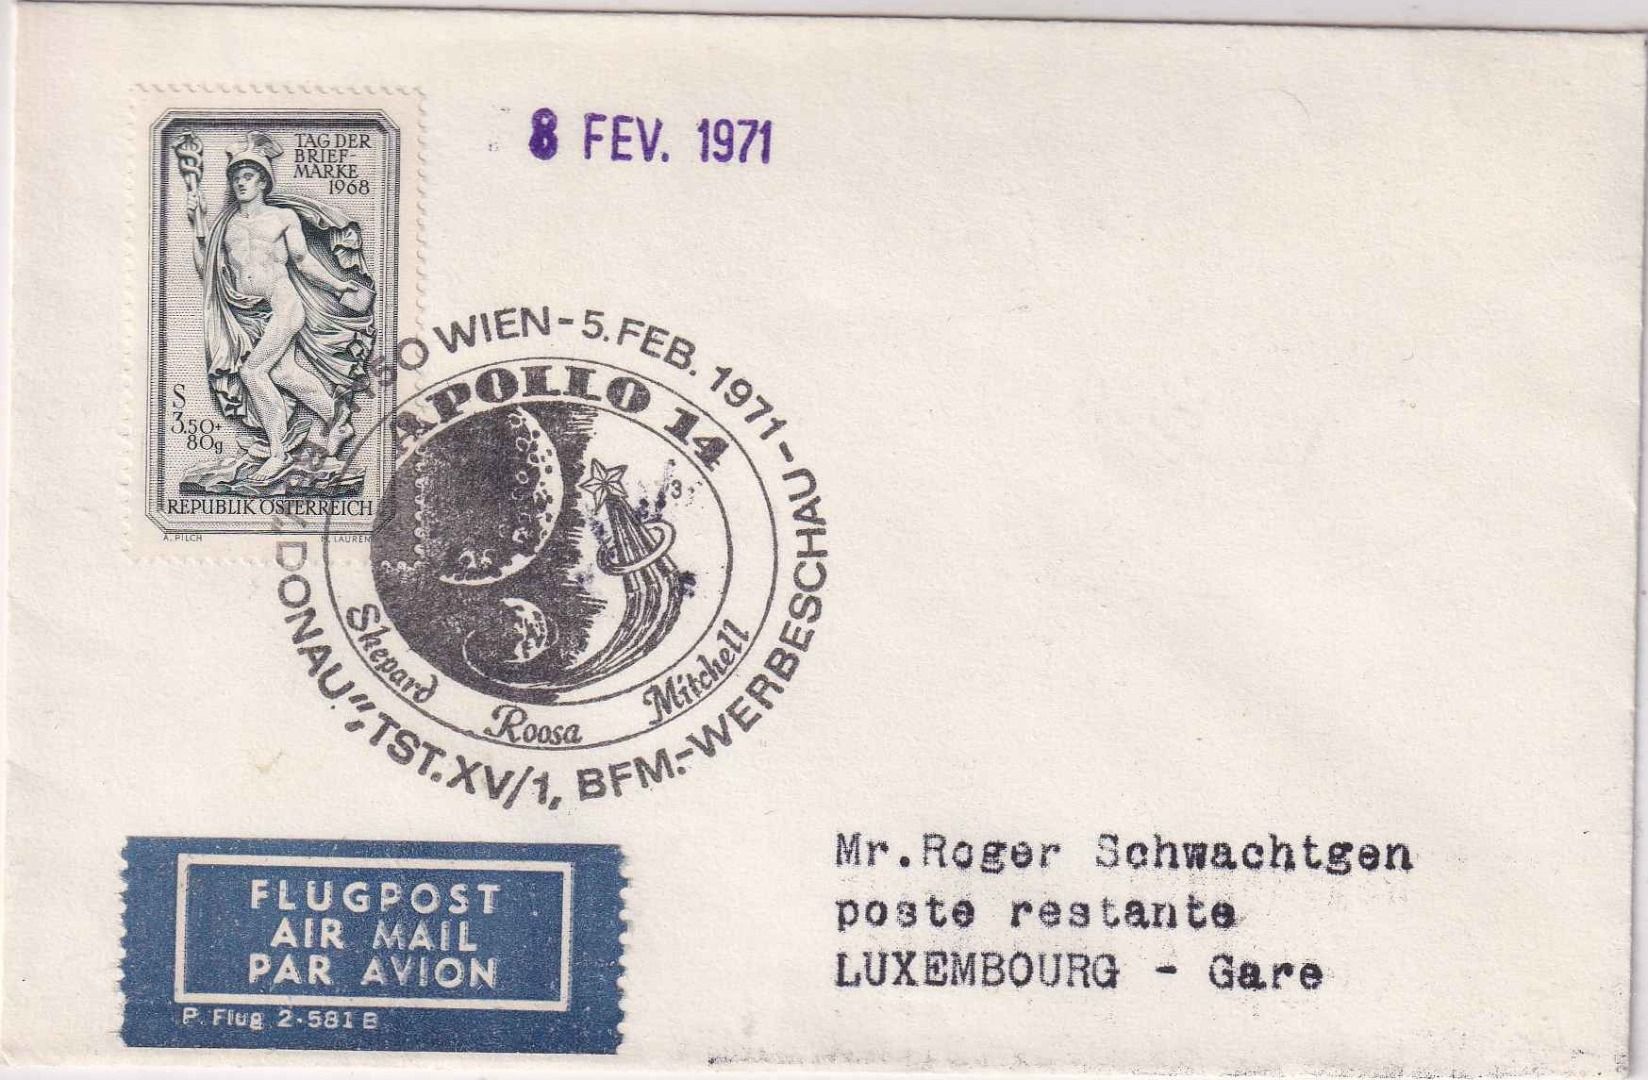 TAG DER
BRIEF-
MARKE
1968
S
3.50+
80g
REPUBLIK ÖSTERREICH
A. PILCH
8 FEV. 1971
WIEN - 5. FEB. 1971 - WERBESCHAU
"DONAU", TST. XV/1, BFM.-WERBESCHAU
APOLLO 14
Shepard Roosa Mitchell
FLUGPOST
AIR MAIL
PAR AVION
P. Flug 2-581 B
Mr.Roger Schwachtgen
poste restante
LUXEMBOURG - Gare